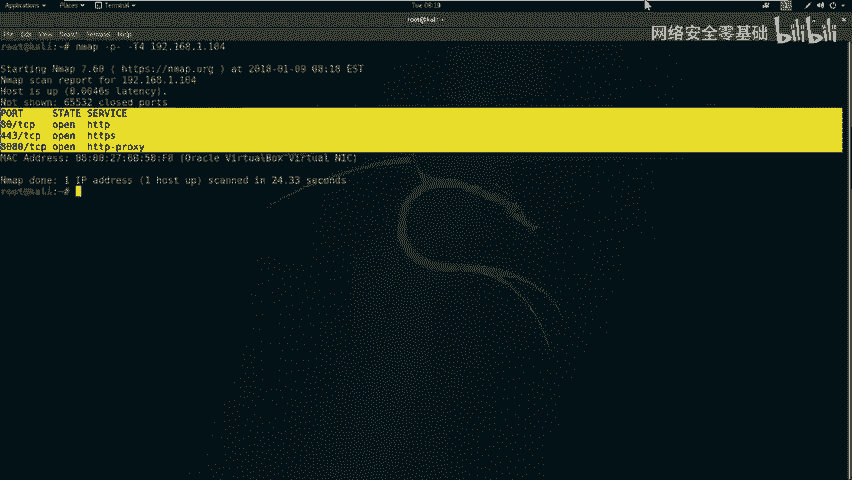 Applications Places Terminal Tue 08:19
root@kali: ~
网络安全零基础 bilibili
File Edit View Search Terminal Help
root@kali:~# nmap -p- -T4 192.168.1.104
Starting Nmap 7.60 ( https://nmap.org ) at 2018-01-09 08:18 EST
Nmap scan report for 192.168.1.104
Host is up (0.0046s latency).
Not shown: 65532 closed ports
PORT STATE SERVICE
80/tcp open http
443/tcp open https
8080/tcp open http-proxy
MAC Address: 08:00:27:6B:58:F0 (Oracle VirtualBox Virtual NIC)
Nmap done: 1 IP address (1 host up) scanned in 24.33 seconds
root@kali:~#